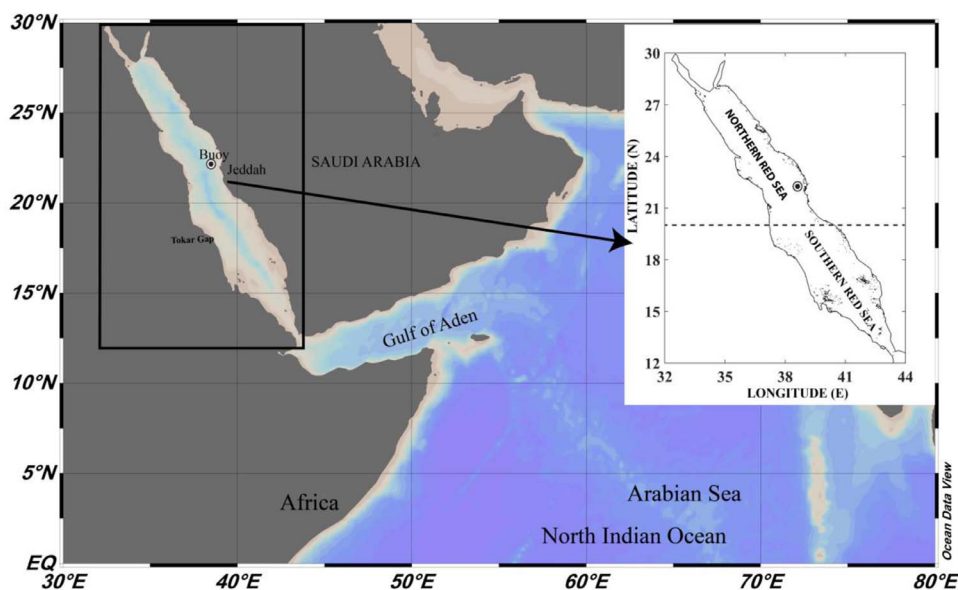 30°N
25°N
20°N
15°N
10°N
5°N
EQ
30°E
40°E
50°E
60°E
70°E
80°E
Buoy
Jeddah
SAUDI ARABIA
Tokar Gap
Gulf of Aden
Africa
Arabian Sea
North Indian Ocean
Ocean Data View
30
27
24
21
18
15
12
LATITUDE (N)
NORTHERN RED SEA
SOUTHERN RED SEA
32
35
38
41
44
LONGITUDE (E)